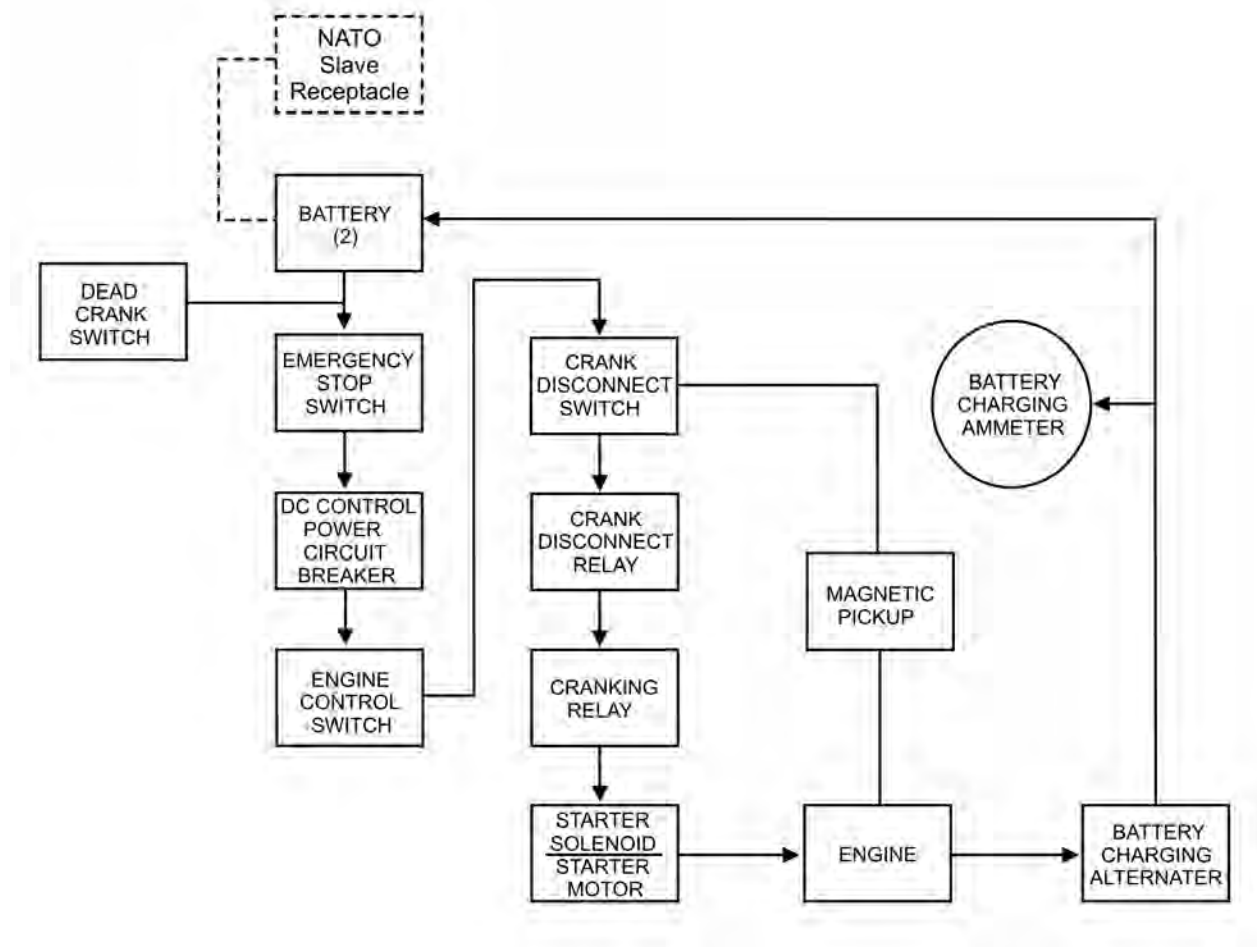 NATO
Slave
Receptacle
BATTERY
(2)
DEAD
CRANK
SWITCH
EMERGENCY
STOP
SWITCH
CRANK
DISCONNECT
SWITCH
BATTERY
CHARGING
AMMETER
DC CONTROL
POWER
CIRCUIT
BREAKER
CRANK
DISCONNECT
RELAY
MAGNETIC
PICKUP
ENGINE
CONTROL
SWITCH
CRANKING
RELAY
STARTER
SOLENOID
STARTER
MOTOR
ENGINE
BATTERY
CHARGING
ALTERNATER